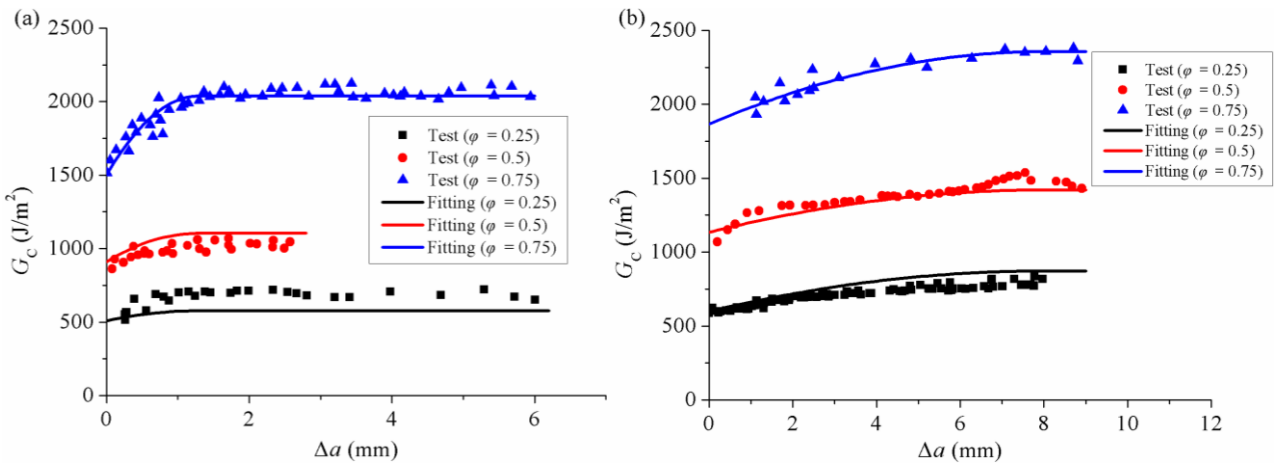 (a)
2500
2000
1500
1000
500
0
G_C (J/m²)
0
2
4
6
Δa (mm)
Test (φ = 0.25)
Test (φ = 0.5)
Test (φ = 0.75)
Fitting (φ = 0.25)
Fitting (φ = 0.5)
Fitting (φ = 0.75)
(b)
2500
2000
1500
1000
500
0
G_C (J/m²)
0
2
4
6
8
10
12
Δa (mm)
Test (φ = 0.25)
Test (φ = 0.5)
Test (φ = 0.75)
Fitting (φ = 0.25)
Fitting (φ = 0.5)
Fitting (φ = 0.75)